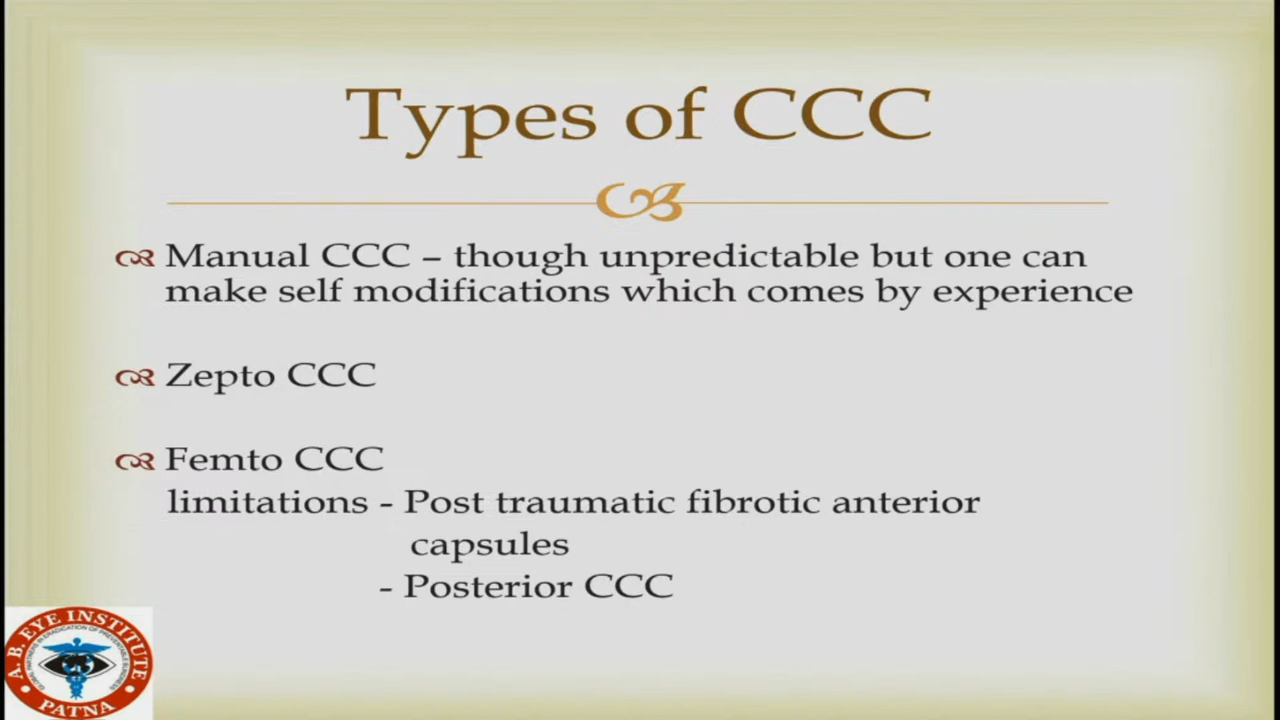 Types of CCC
Manual CCC – though unpredictable but one can
make self modifications which comes by experience
Zepto CCC
Femto CCC
limitations - Post traumatic fibrotic anterior
capsules
- Posterior CCC
A. B. EYE INSTITUTE
PATNA